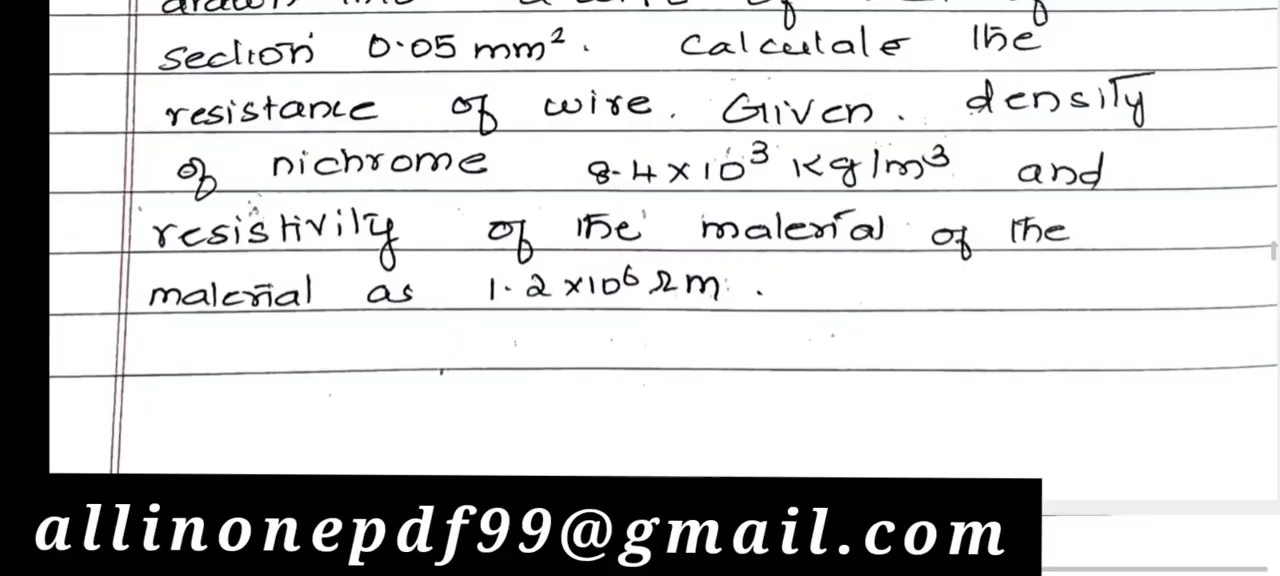 section 0.05 mm². Calculate the
resistance of wire. Given. density
of nichrome 8.4 × 10³ Kg/m³ and
resistivity of the material of the
material as 1.2 ×10⁶ Ωm.
allinonepdf99@gmail.com